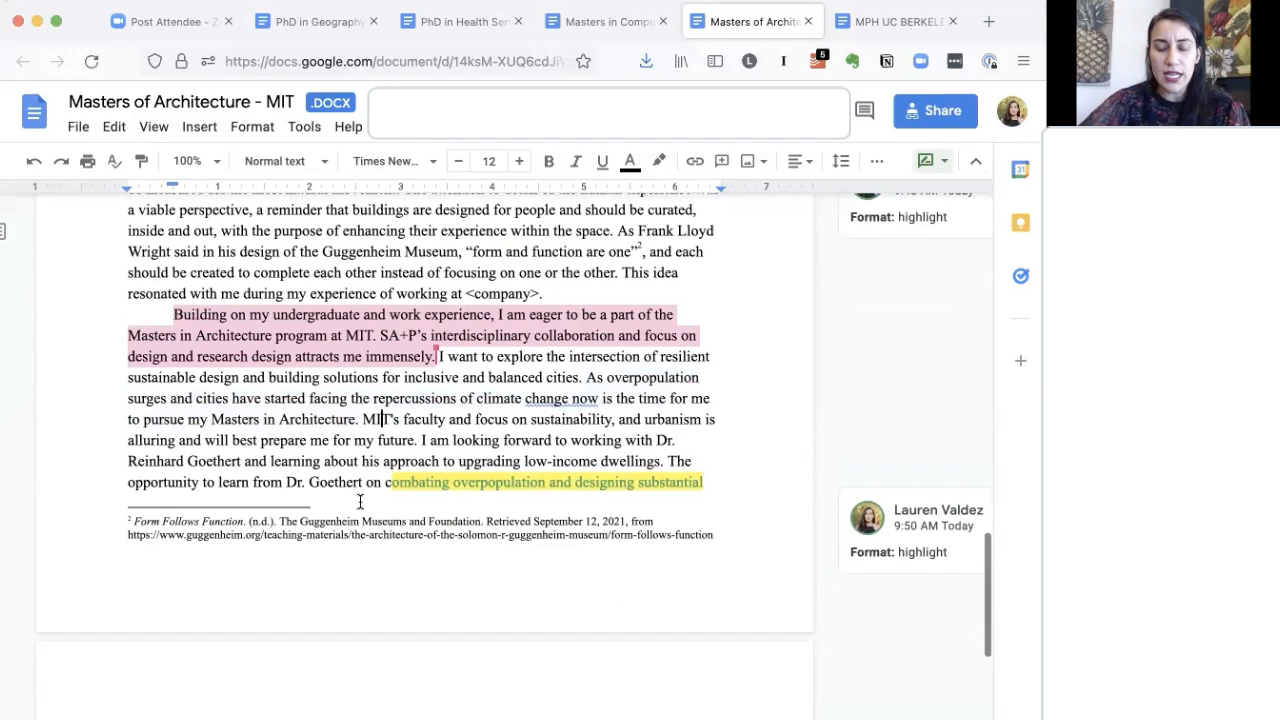 Post Attendee - Z
PhD in Geography
PhD in Health Ser
Masters in Compu
Masters of Archite
MPH UC BERKELE
https://docs.google.com/document/d/14ksM-XUQ6cdJi
5
Masters of Architecture - MIT .DOCX
Share
File Edit View Insert Format Tools Help
100% Normal text Times New... 12
1 1 2 3 4 5 6 7
a viable perspective, a reminder that buildings are designed for people and should be curated,
inside and out, with the purpose of enhancing their experience within the space. As Frank Lloyd
Wright said in his design of the Guggenheim Museum, “form and function are one”2, and each
should be created to complete each other instead of focusing on one or the other. This idea
resonated with me during my experience of working at <company>.
Building on my undergraduate and work experience, I am eager to be a part of the
Masters in Architecture program at MIT. SA+P’s interdisciplinary collaboration and focus on
design and research design attracts me immensely. I want to explore the intersection of resilient
sustainable design and building solutions for inclusive and balanced cities. As overpopulation
surges and cities have started facing the repercussions of climate change now is the time for me
to pursue my Masters in Architecture. MIT's faculty and focus on sustainability, and urbanism is
alluring and will best prepare me for my future. I am looking forward to working with Dr.
Reinhard Goethert and learning about his approach to upgrading low-income dwellings. The
opportunity to learn from Dr. Goethert on combating overpopulation and designing substantial
2 Form Follows Function. (n.d.). The Guggenheim Museums and Foundation. Retrieved September 12, 2021, from
https://www.guggenheim.org/teaching-materials/the-architecture-of-the-solomon-r-guggenheim-museum/form-follows-function
Format: highlight
Lauren Valdez
9:50 AM Today
Format: highlight
31